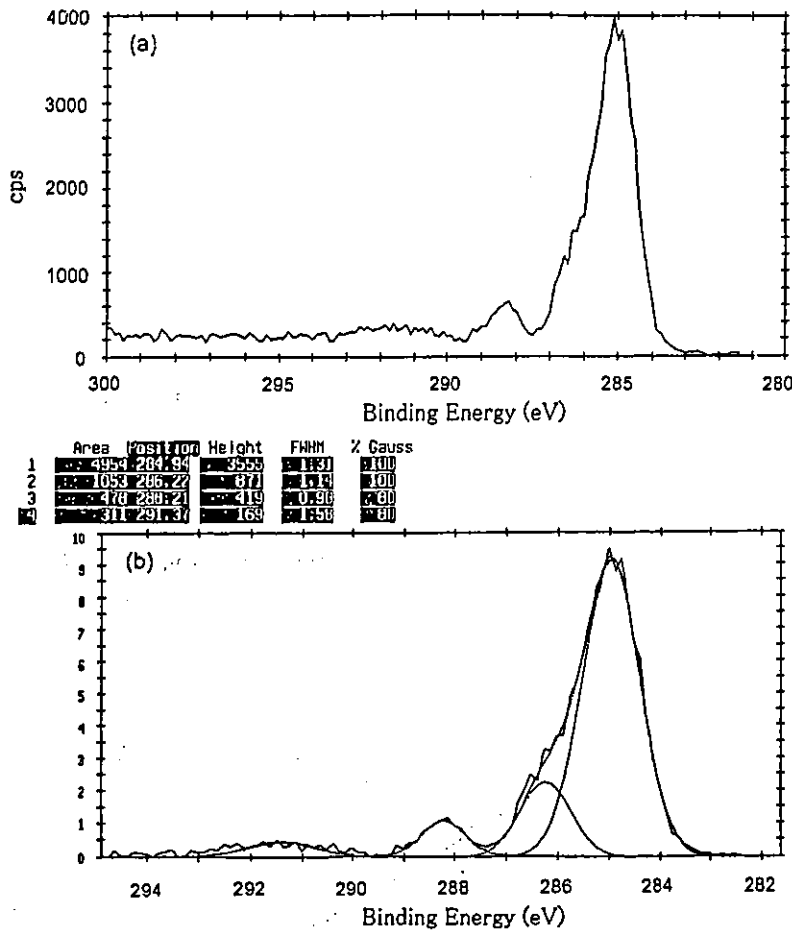 4000
(a)
3000
cps
2000
1000
0
300 295 290 285 280
Binding Energy (eV)
Area Position Height FWHM % Gauss
1 4954 284.94 3555 1.31 100
2 1053 286.22 871 1.14 100
3 478 288.21 419 0.96 80
4 311 291.37 169 80
10
(b)
9
8
7
6
5
4
3
2
1
0
294 292 290 288 286 284 282
Binding Energy (eV)